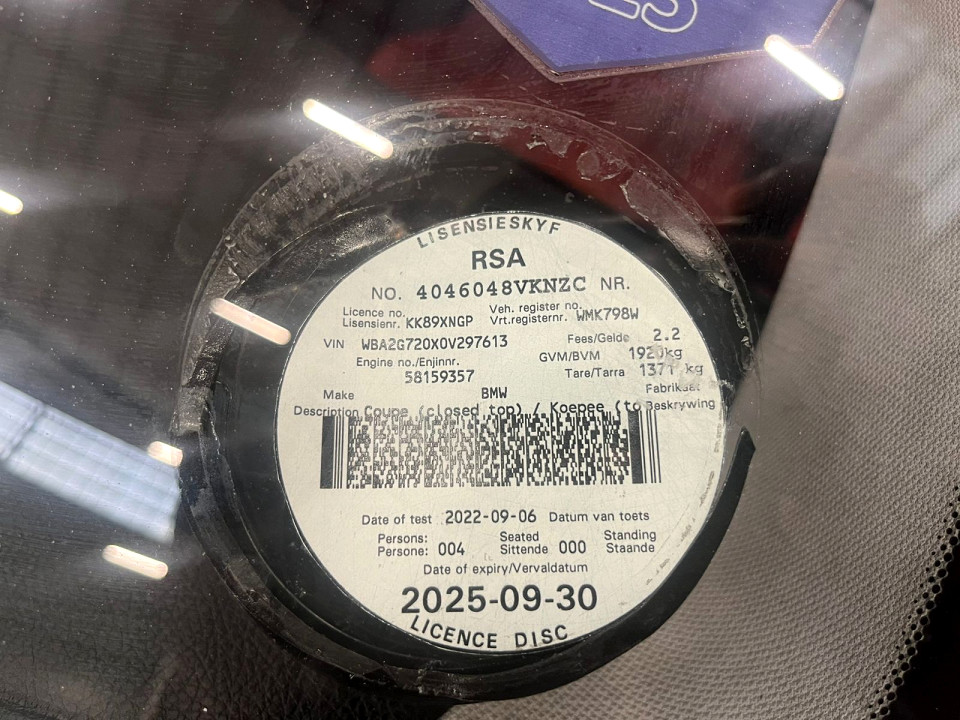 LISENSIESKYF
RSA
NO. 4046048VKNZC NR.
Licence no. Veh. register no.
Lisensienr. KK89XNGP Vrt.registernr. WMK798W
VIN WBA2G720X0V297613 Fees/Gelde 2.2
Engine no./Enjinnr. GVM/BVM 1920kg
58159357 Tare/Tarra 1371 kg
Make BMW Fabrikaat
Description Coupe (closed top) / Koepee (to Beskrywing
Date of test 2022-09-06 Datum van toets
Persons: Seated Standing
Persone: 004 Sittende 000 Staande
Date of expiry/Vervaldatum
2025-09-30
LICENCE DISC